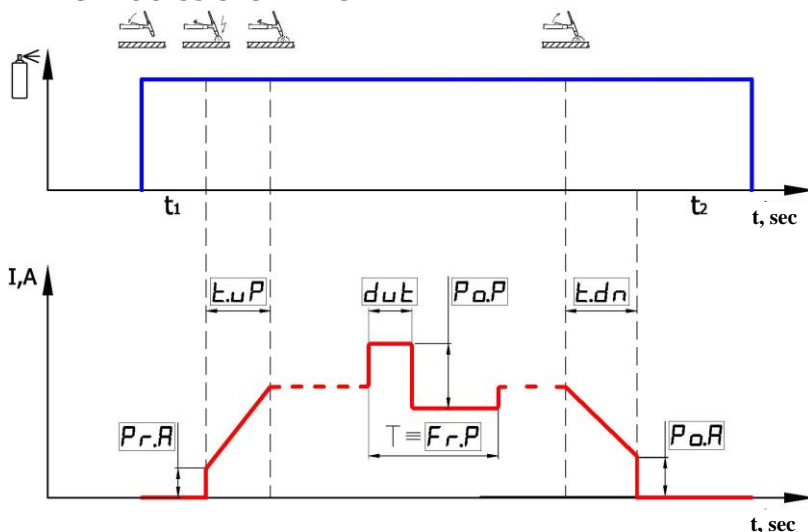 t1
t2
t, sec
I,A
t.uP
dut
Po.P
t.dn
Pr.A
T ≡ Fr.P
Po.A
t, sec